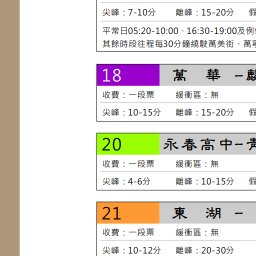 尖峰：7-10分 離峰：15-20分 假
平常日05:20-10:00、16:30-19:00及例
其餘時段往程每30分鐘繞駛萬美街、萬寧
18 萬華-麟
收費：一段票 緩衝區：無
尖峰：10-15分 離峰：15-20分 假
20 永春高中-青
收費：一段票 緩衝區：無
尖峰：4-6分 離峰：10-15分 假
21 東湖-
收費：一段票 緩衝區：無
尖峰：10-12分 離峰：20-30分